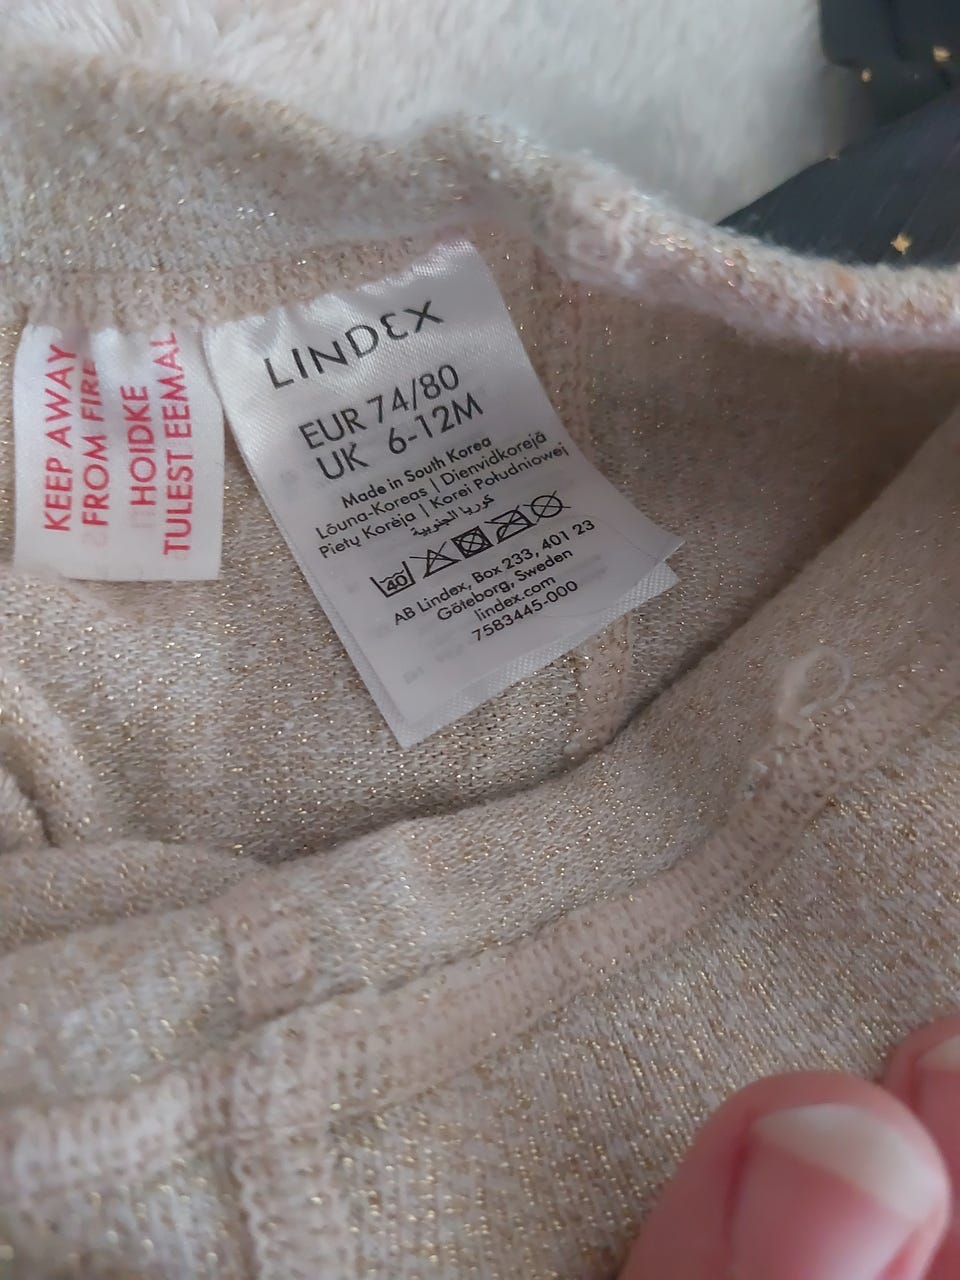 KEEP AWAY
FROM FIRE
HOIDKE
TULEST EEMAL
LINDEX
EUR 74/80
UK 6-12M
Made in South Korea
Lõuna-Koreas | Dienvidkorejā
Pietų Korėja | Korei Południowej
كوريا الجنوبية
40
AB Lindex, Box 233, 401 23
Göteborg, Sweden
lindex.com
7583445-000